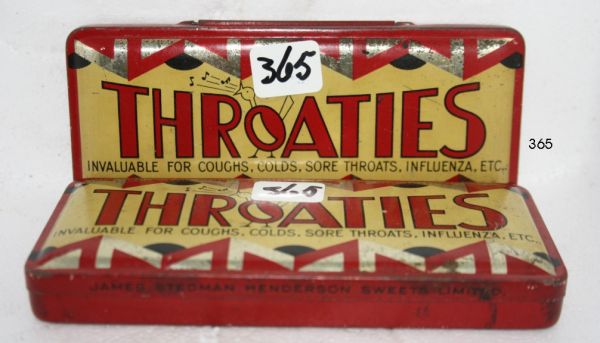 365
THROATIES
INVALUABLE FOR COUGHS, COLDS, SORE THROATS, INFLUENZA, ETC..
365
365
THROATIES
INVALUABLE FOR COUGHS, COLDS, SORE THROATS, INFLUENZA, ETC..
JAMES STEDMAN HENDERSON SWEETS LIMITED